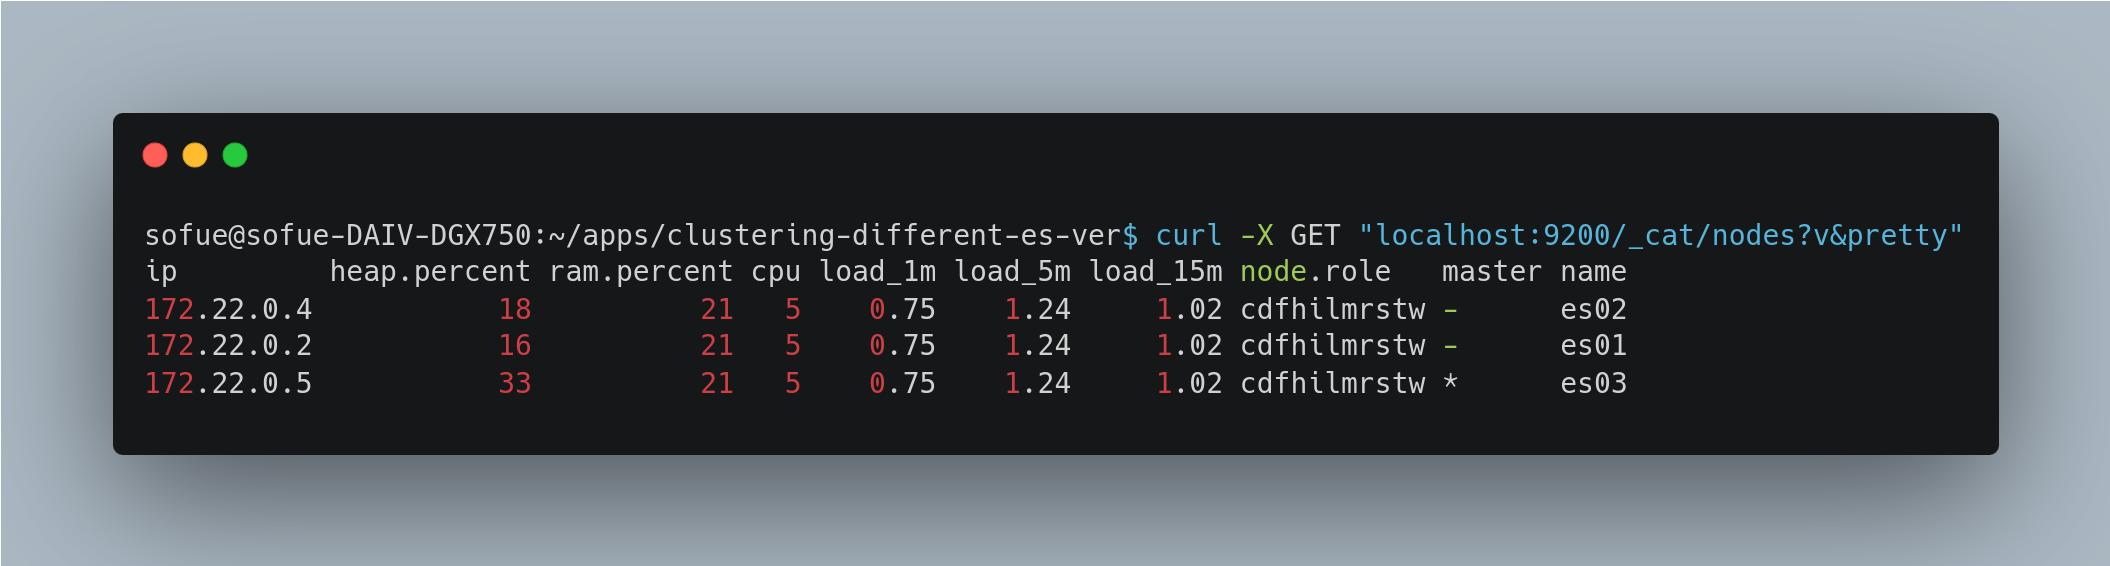 sofue@sofue-DAIV-DGX750:~/apps/clustering-different-es-ver$ curl -X GET "localhost:9200/_cat/nodes?v&pretty"
ip         heap.percent ram.percent cpu load_1m load_5m load_15m node.role   master name
172.22.0.4           18          21   5    0.75    1.24     1.02 cdfhilmrstw -      es02
172.22.0.2           16          21   5    0.75    1.24     1.02 cdfhilmrstw -      es01
172.22.0.5           33          21   5    0.75    1.24     1.02 cdfhilmrstw *      es03